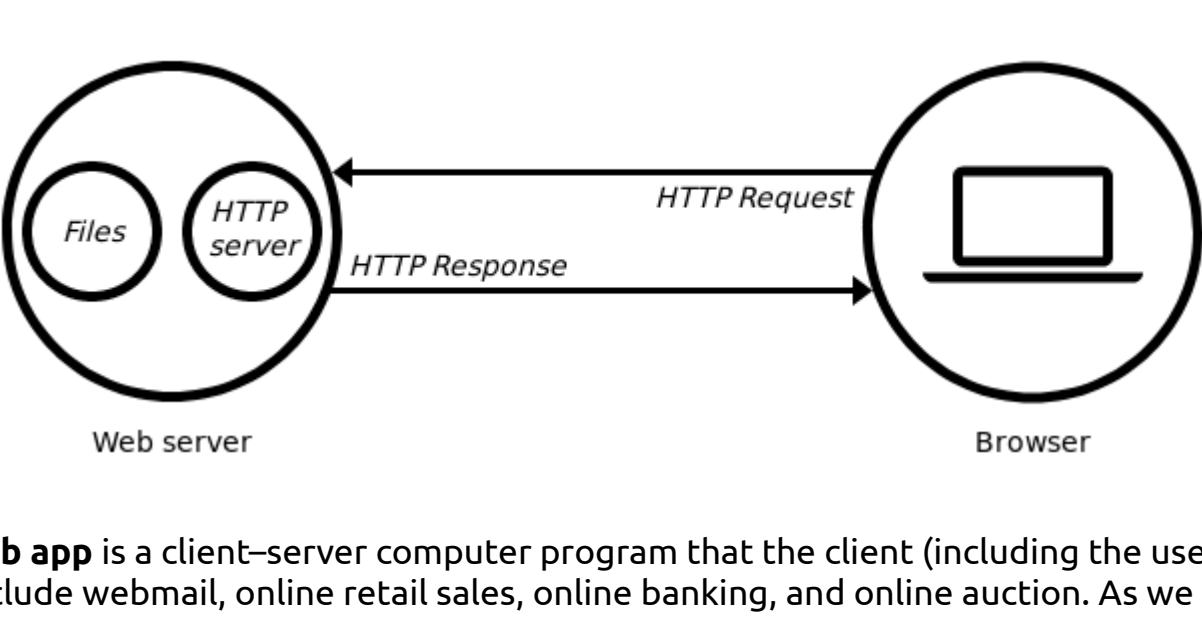 Files
HTTP
server
HTTP Request
HTTP Response
Web server
Browser
b app is a client–server computer program that the client (including the use
clude webmail, online retail sales, online banking, and online auction. As we